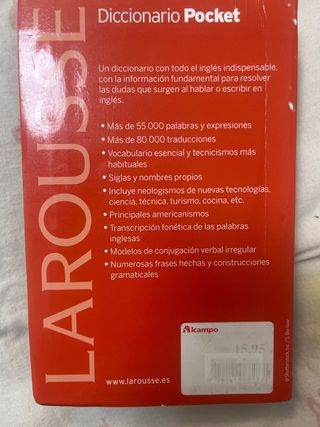 LAROUSSE
Diccionario Pocket
Un diccionario con todo el inglés indispensable,
con la información fundamental para resolver
las dudas que surgen al hablar o escribir en
inglés.
• Más de 55 000 palabras y expresiones
• Más de 80 000 traducciones
• Vocabulario esencial y tecnicismos más
habituales
• Siglas y nombres propios
• Incluye neologismos de nuevas tecnologías,
ciencia, técnica, turismo, cocina, etc.
• Principales americanismos
• Transcripción fonética de las palabras
inglesas
• Modelos de conjugación verbal irregular
• Numerosas frases hechas y construcciones
gramaticales
Alcampo
15.95
www.larousse.es
© Shutterstock, Inc./